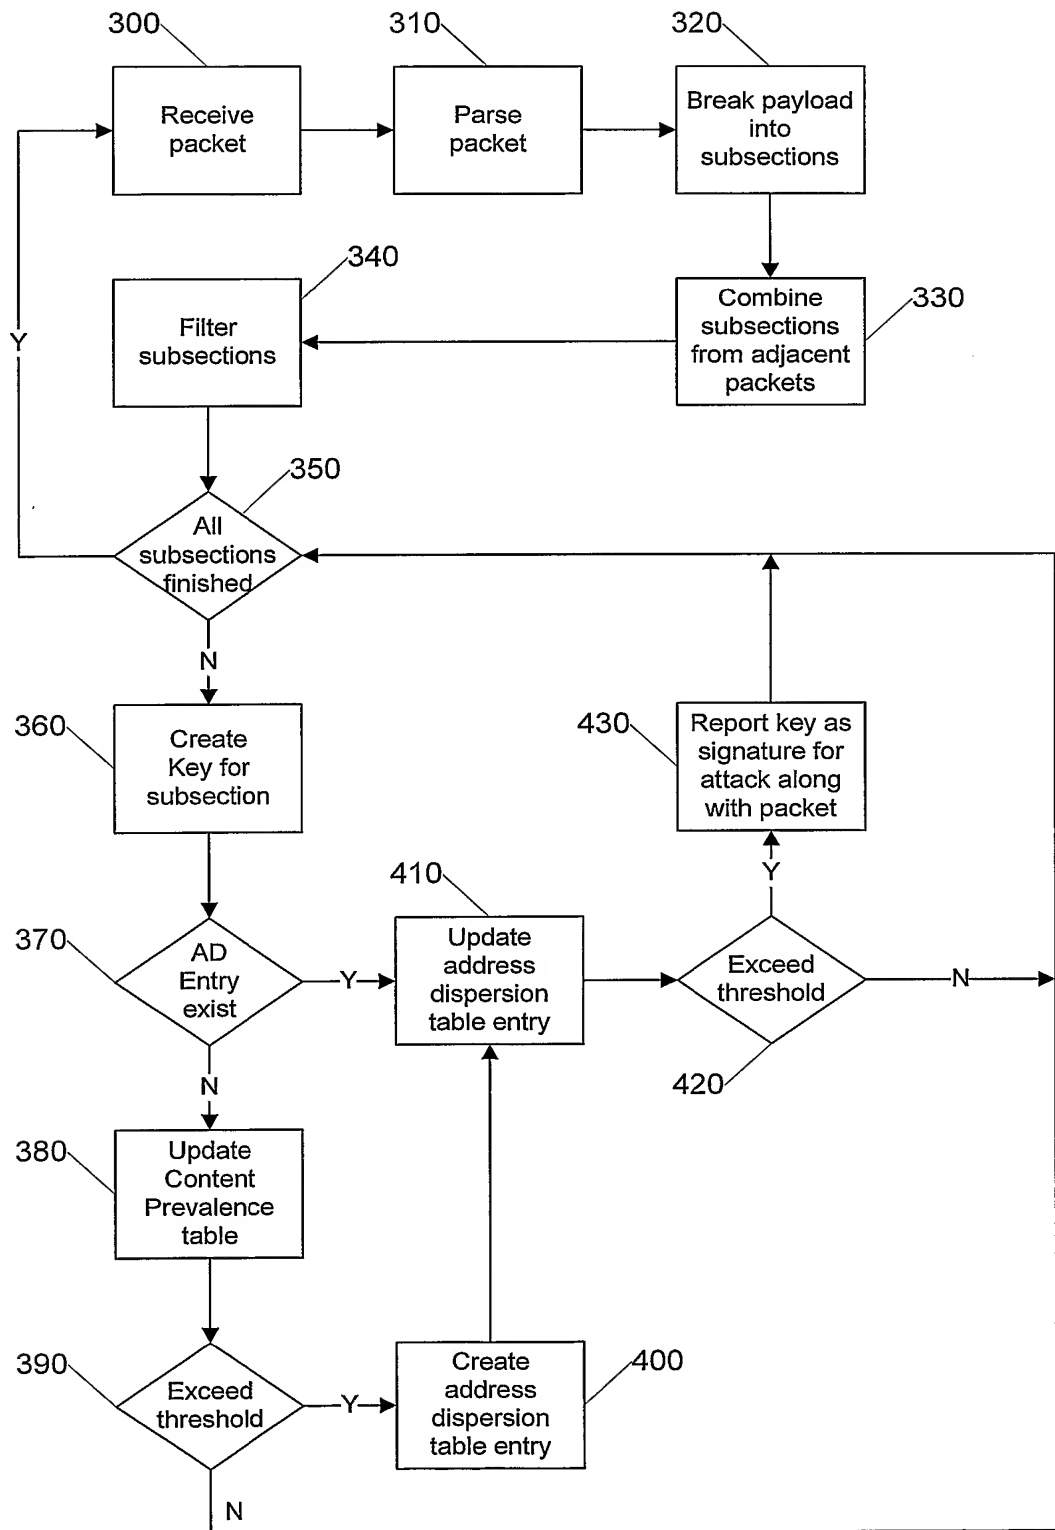 300
310
320
Receive
packet
Parse
packet
Break payload
into
subsections
340
330
Filter
subsections
Combine
subsections
from adjacent
packets
Y
350
All
subsections
finished
N
360
Create
Key for
subsection
430
Report key as
signature for
attack along
with packet
Y
410
370
AD
Entry
exist
Y
Update
address
dispersion
table entry
Exceed
threshold
N
420
N
380
Update
Content
Prevalence
table
390
Exceed
threshold
Y
Create
address
dispersion
table entry
400
N